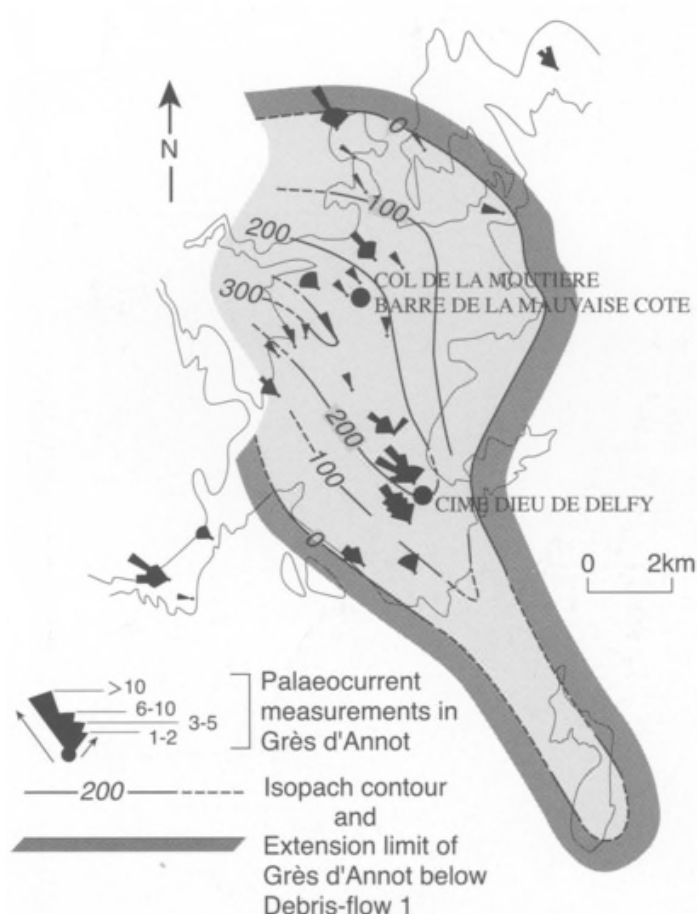 N
0
100
200
300
COL DE LA MOUTIERE
BARRE DE LA MAUVAISE COTE
200
100
CIME DIEU DE DELFY
0
0 2km
>10
6-10
3-5
1-2
Palaeocurrent
measurements in
Grès d'Annot
200
Isopach contour
and
Extension limit of
Grès d'Annot below
Debris-flow 1